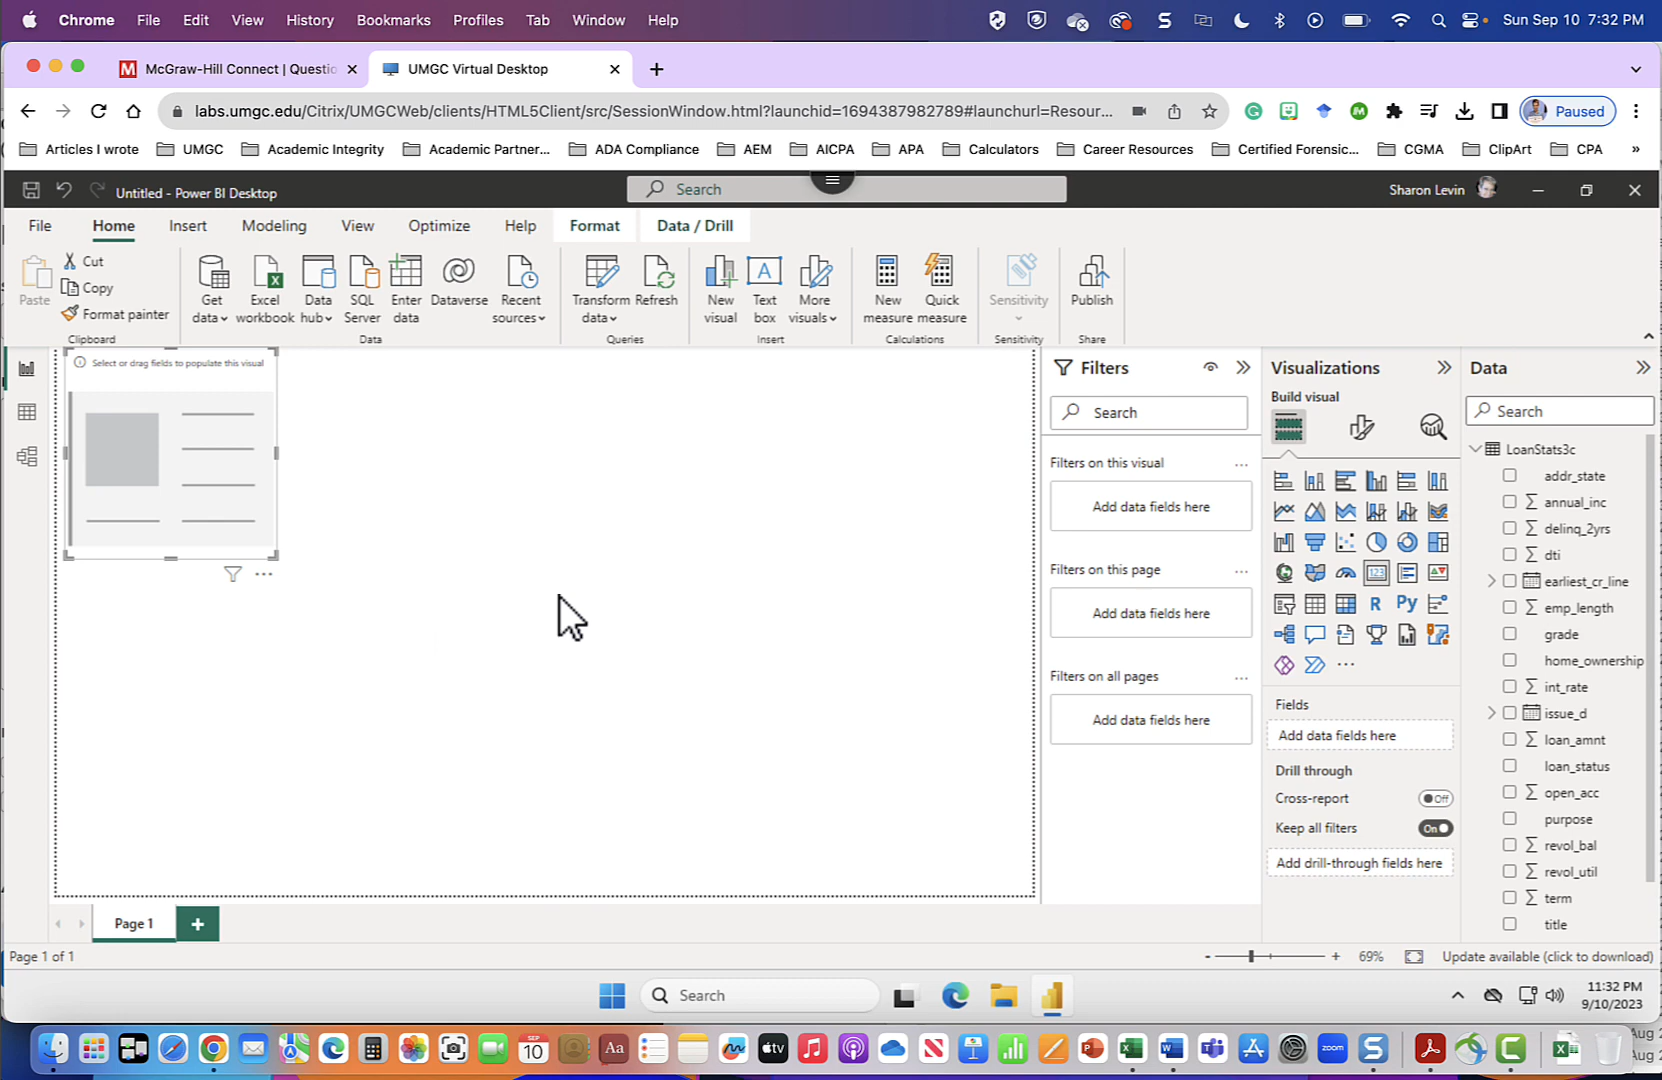 Chrome File Edit View History Bookmarks Profiles Tab Window Help
Sun Sep 10 7:32 PM
McGraw-Hill Connect | Questio
UMGC Virtual Desktop
labs.umgc.edu/Citrix/UMGCWeb/clients/HTML5Client/src/SessionWindow.html?launchid=1694387982789#launchurl=Resour...
Paused
Articles I wrote UMGC Academic Integrity Academic Partner... ADA Compliance AEM AICPA APA Calculators Career Resources Certified Forensic... CGMA ClipArt CPA »
Untitled - Power BI Desktop
Search
Sharon Levin
File Home Insert Modeling View Optimize Help Format Data / Drill
Paste
Cut
Copy
Format painter
Clipboard
Get data
Excel workbook
Data hub
SQL Server
Enter data
Dataverse
Recent sources
Data
Transform data
Refresh
Queries
New visual
Text box
More visuals
Insert
New measure
Quick measure
Calculations
Sensitivity
Sensitivity
Publish
Share
Select or drag fields to populate this visual
Filters
Search
Filters on this visual ...
Add data fields here
Filters on this page ...
Add data fields here
Filters on all pages ...
Add data fields here
Visualizations
Build visual
123
R
Py
...
Fields
Add data fields here
Drill through
Cross-report Off
Keep all filters On
Add drill-through fields here
Data
Search
LoanStats3c
addr_state
annual_inc
delinq_2yrs
dti
earliest_cr_line
emp_length
grade
home_ownership
int_rate
issue_d
loan_amnt
loan_status
open_acc
purpose
revol_bal
revol_util
term
title
Page 1
+
Page 1 of 1
- + 69%
Update available (click to download)
Search
11:32 PM
9/10/2023
SEP
10
Aa
tv
zoom
Aug 2
Aug 2